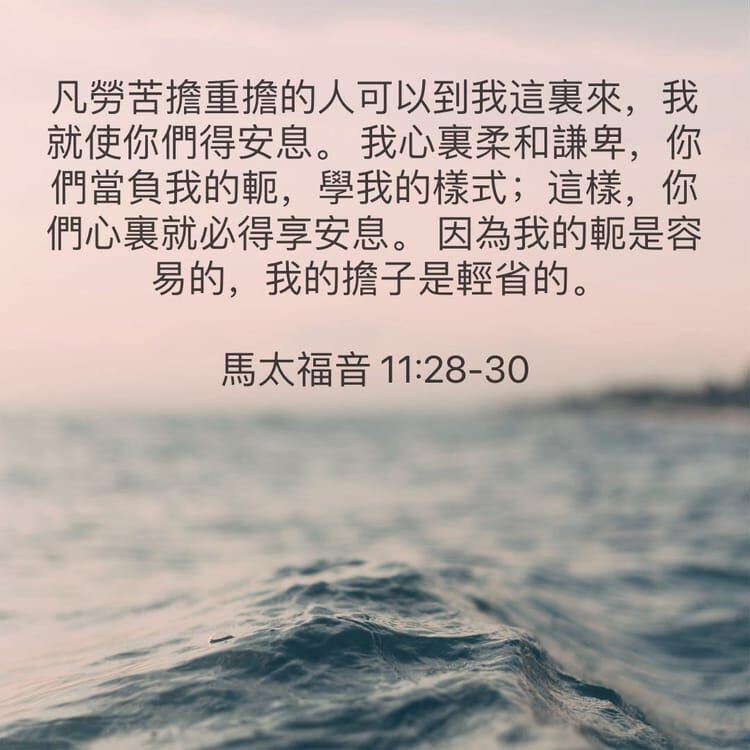 凡勞苦擔重擔的人可以到我這裏來，我
就使你們得安息。 我心裏柔和謙卑，你
們當負我的軛，學我的樣式；這樣，你
們心裏就必得享安息。 因為我的軛是容
易的，我的擔子是輕省的。
馬太福音 11:28-30